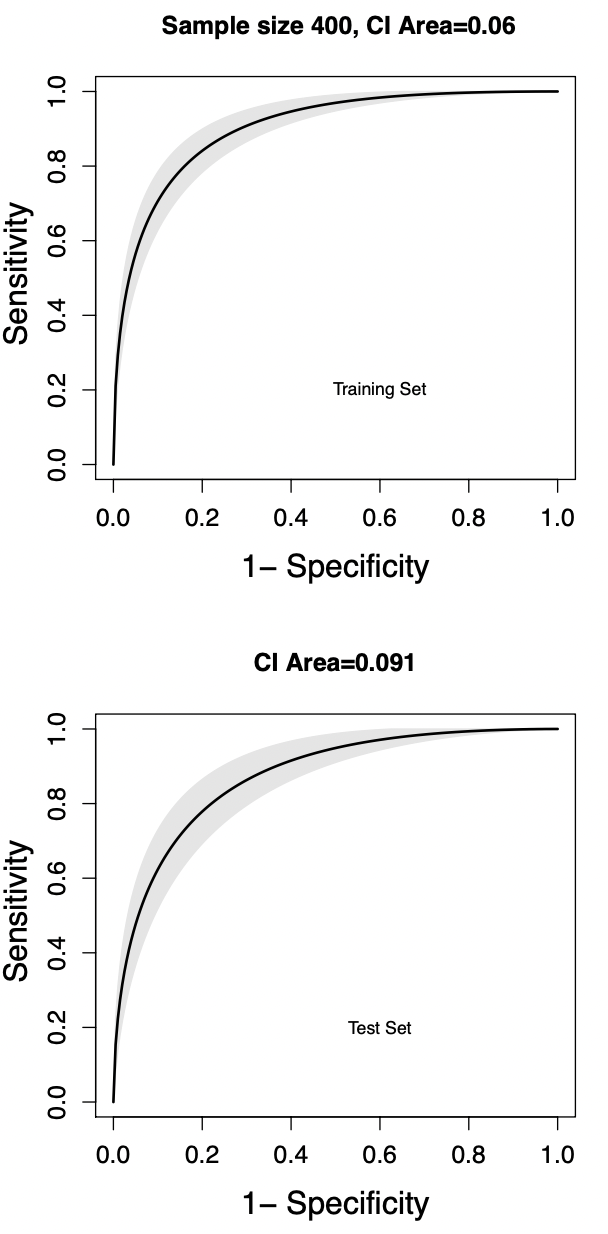 Sample size 400, CI Area=0.06
1.0
0.8
0.6
0.4
0.2
0.0
Sensitivity
Training Set
0.0 0.2 0.4 0.6 0.8 1.0
1− Specificity
CI Area=0.091
1.0
0.8
0.6
0.4
0.2
0.0
Sensitivity
Test Set
0.0 0.2 0.4 0.6 0.8 1.0
1− Specificity